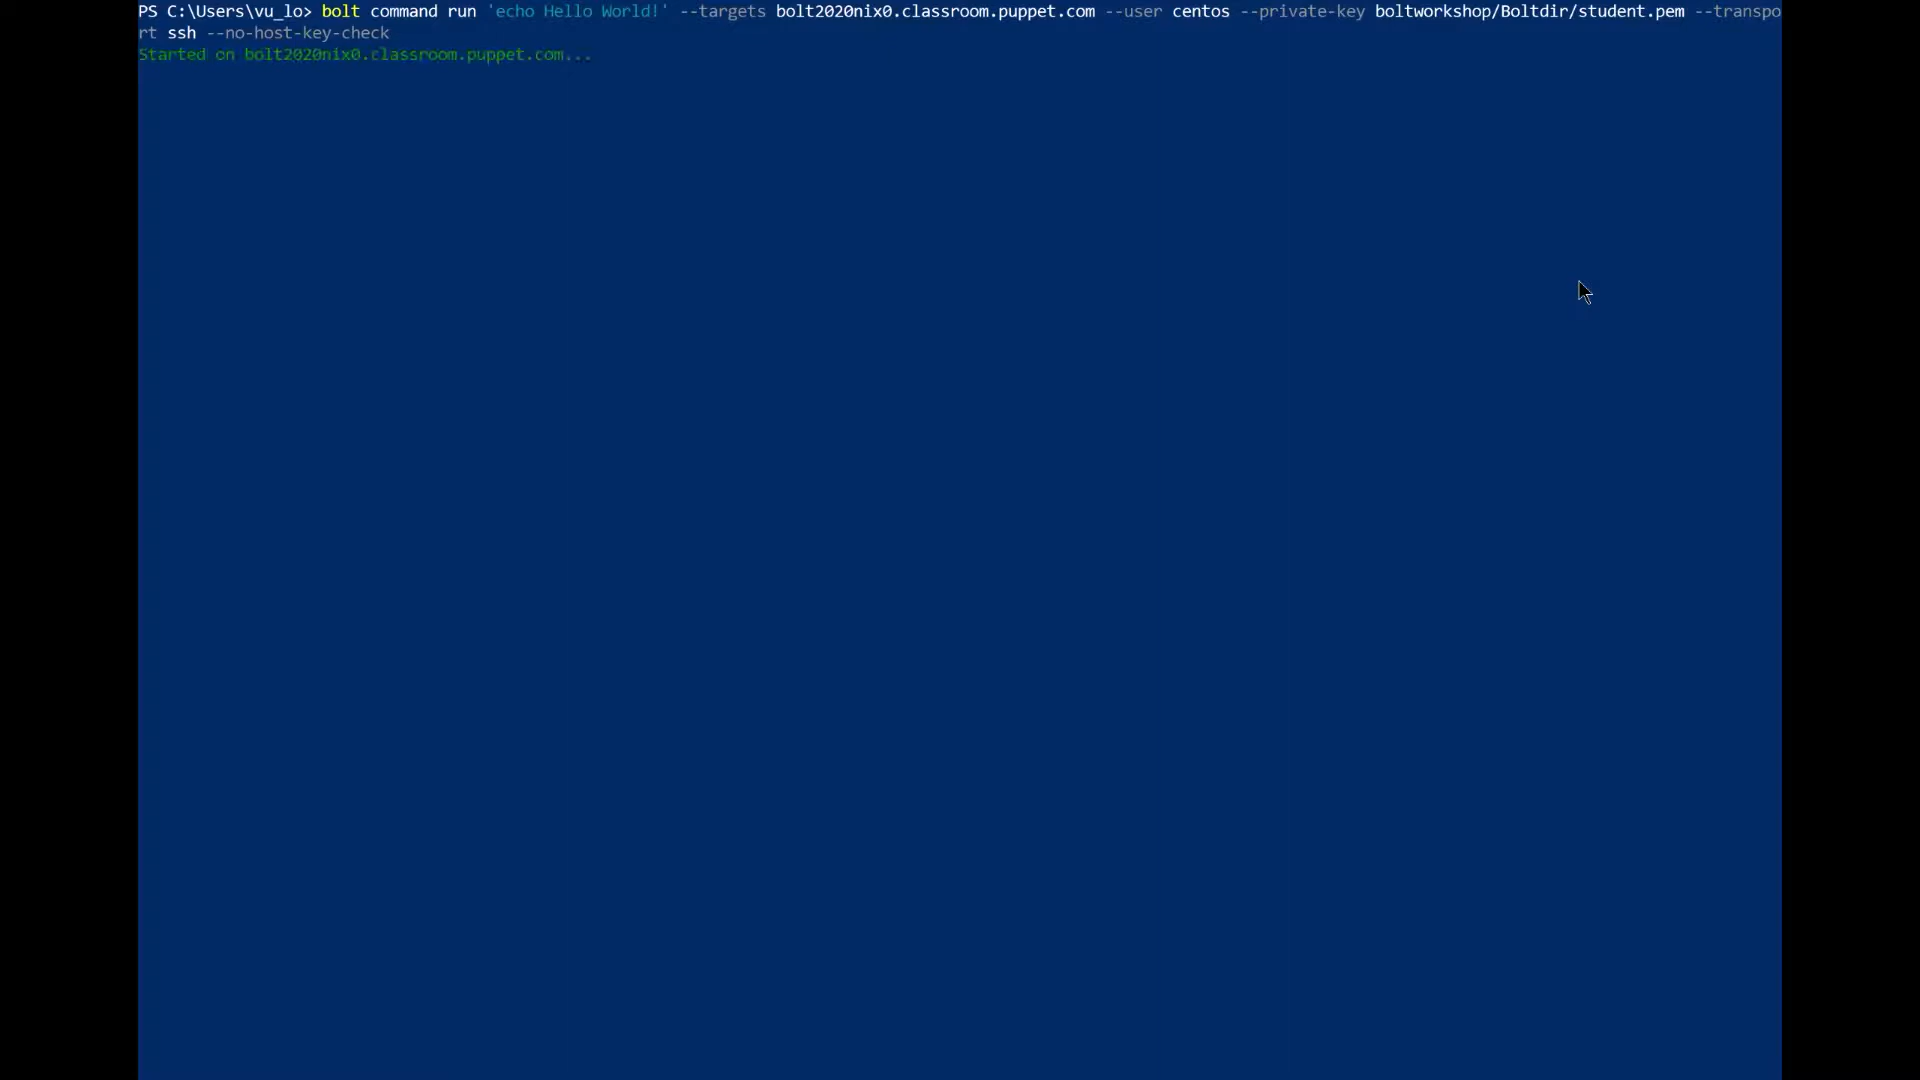 PS C:\Users\vu_lo> bolt command run 'echo Hello World!' --targets bolt2020nix0.classroom.puppet.com --user centos --private-key boltworkshop/Boltdir/student.pem --transpo
rt ssh --no-host-key-check
Started on bolt2020nix0.classroom.puppet.com...